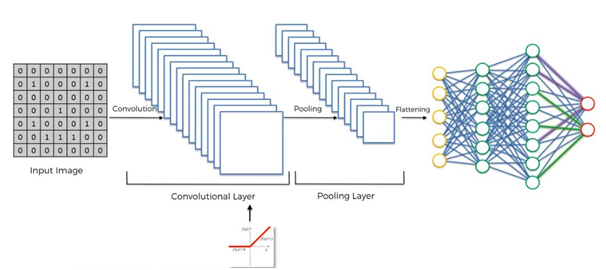 0 0 0 0 0 0 0
0 1 0 0 0 1 0
0 0 0 0 0 0 0
0 0 0 1 0 0 0
0 1 0 0 0 1 0
0 0 1 1 1 0 0
0 0 0 0 0 0 0
Input Image
Convolution
Pooling
Flattening
Convolutional Layer
Pooling Layer